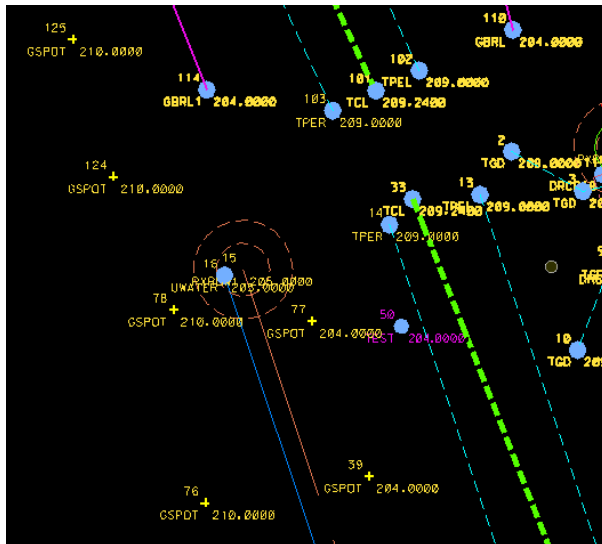 125
GSPOT 210.0000
110
GBRL 204.0000
114
GBRL1 204.0000
102
TPEL 209.0000
101
TCL 209.2400
103
TPER 209.0000
124
GSPOT 210.0000
2
TGD 209.0000
3
TGD
33
TCL 209.2400
13
TPEL 209.0000
14
TPER 209.0000
16 15
UWATER 205.0000
78
GSPOT 210.0000
77
GSPOT 204.0000
50
TEST 204.0000
10
TGD
39
GSPOT 204.0000
76
GSPOT 210.0000